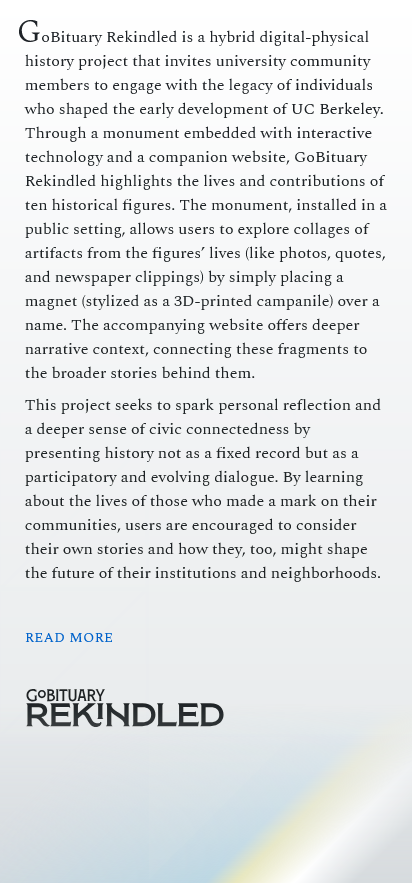 GoBituary Rekindled is a hybrid digital-physical
history project that invites university community
members to engage with the legacy of individuals
who shaped the early development of UC Berkeley.
Through a monument embedded with interactive
technology and a companion website, GoBituary
Rekindled highlights the lives and contributions of
ten historical figures. The monument, installed in a
public setting, allows users to explore collages of
artifacts from the figures’ lives (like photos, quotes,
and newspaper clippings) by simply placing a
magnet (stylized as a 3D-printed campanile) over a
name. The accompanying website offers deeper
narrative context, connecting these fragments to
the broader stories behind them.
This project seeks to spark personal reflection and
a deeper sense of civic connectedness by
presenting history not as a fixed record but as a
participatory and evolving dialogue. By learning
about the lives of those who made a mark on their
communities, users are encouraged to consider
their own stories and how they, too, might shape
the future of their institutions and neighborhoods.
READ MORE
GOBITUARY
REKINDLED